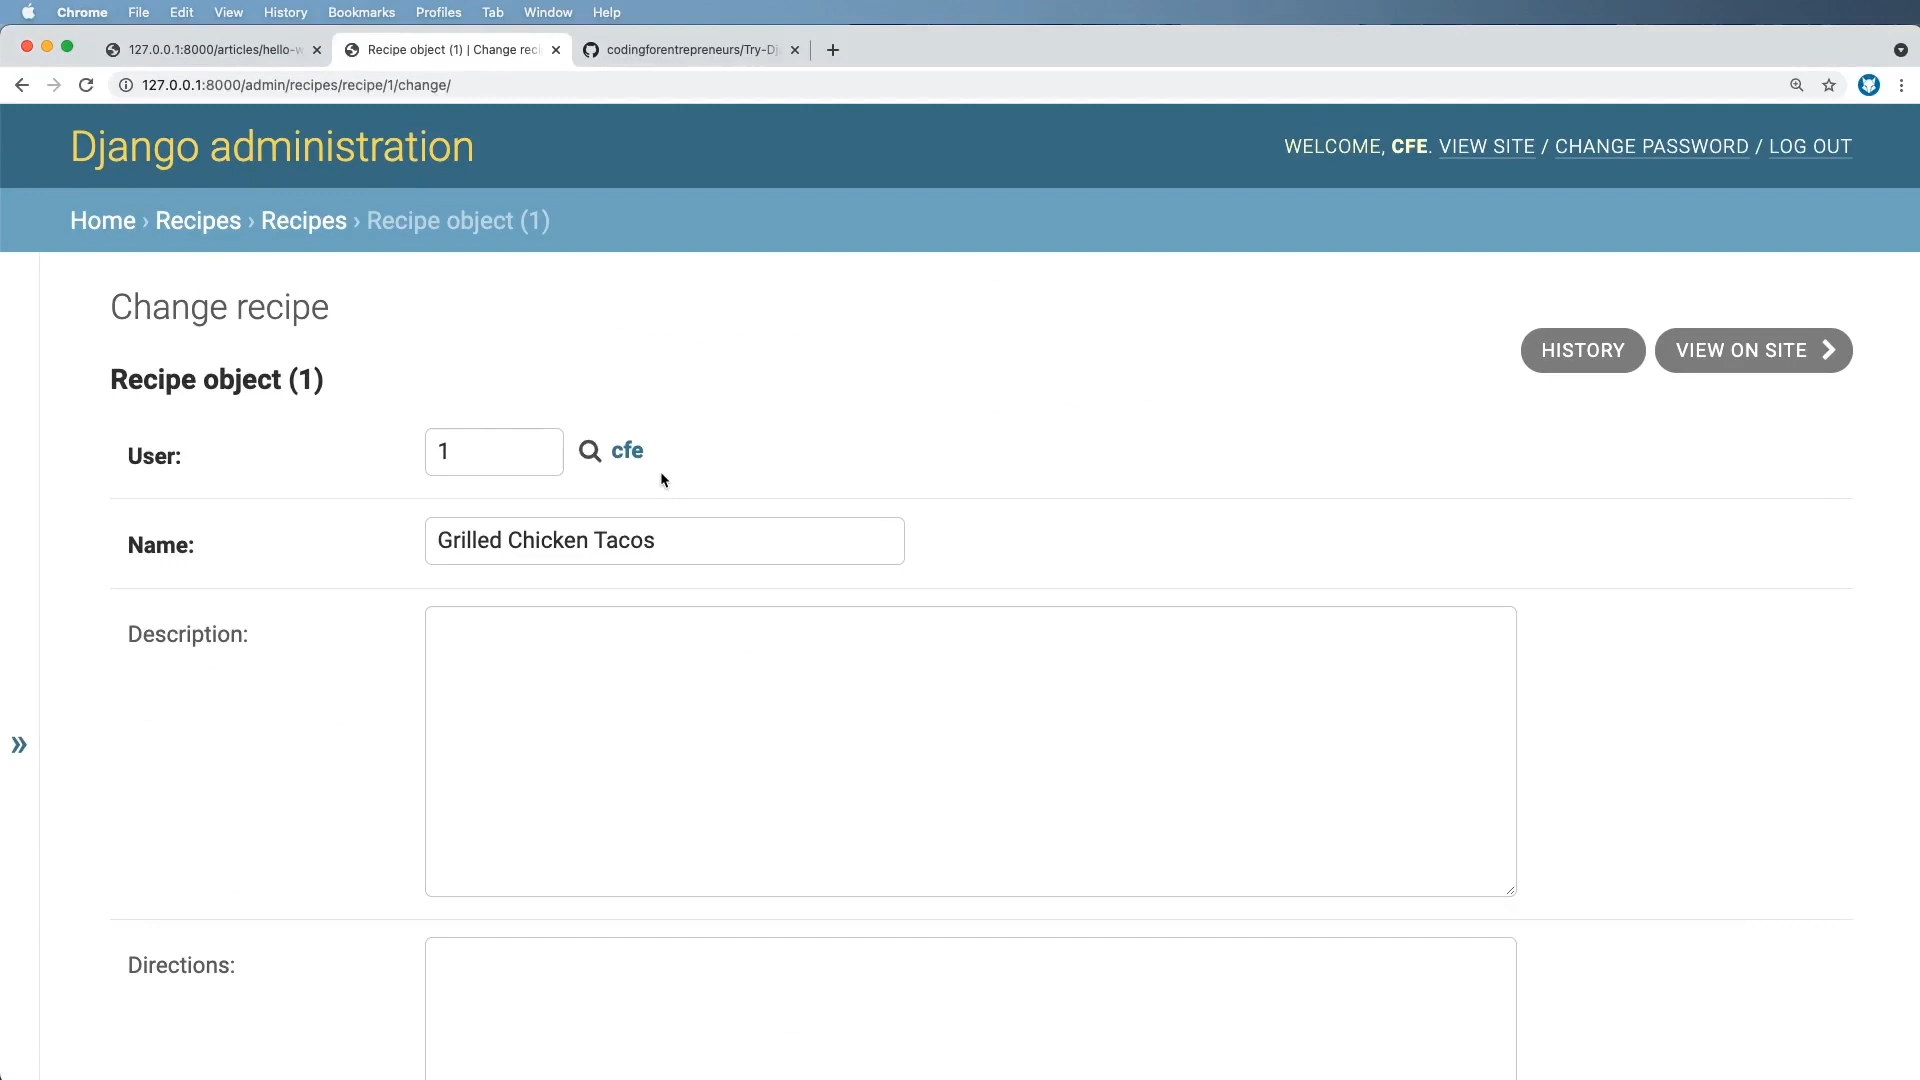 Chrome File Edit View History Bookmarks Profiles Tab Window Help
127.0.0.1:8000/articles/hello-w Recipe object (1) | Change reci codingforentrepreneurs/Try-Dj
127.0.0.1:8000/admin/recipes/recipe/1/change/
Django administration
WELCOME, CFE. VIEW SITE / CHANGE PASSWORD / LOG OUT
Home › Recipes › Recipes › Recipe object (1)
Change recipe
HISTORY VIEW ON SITE
Recipe object (1)
User: 1 cfe
Name: Grilled Chicken Tacos
Description:
»
Directions: